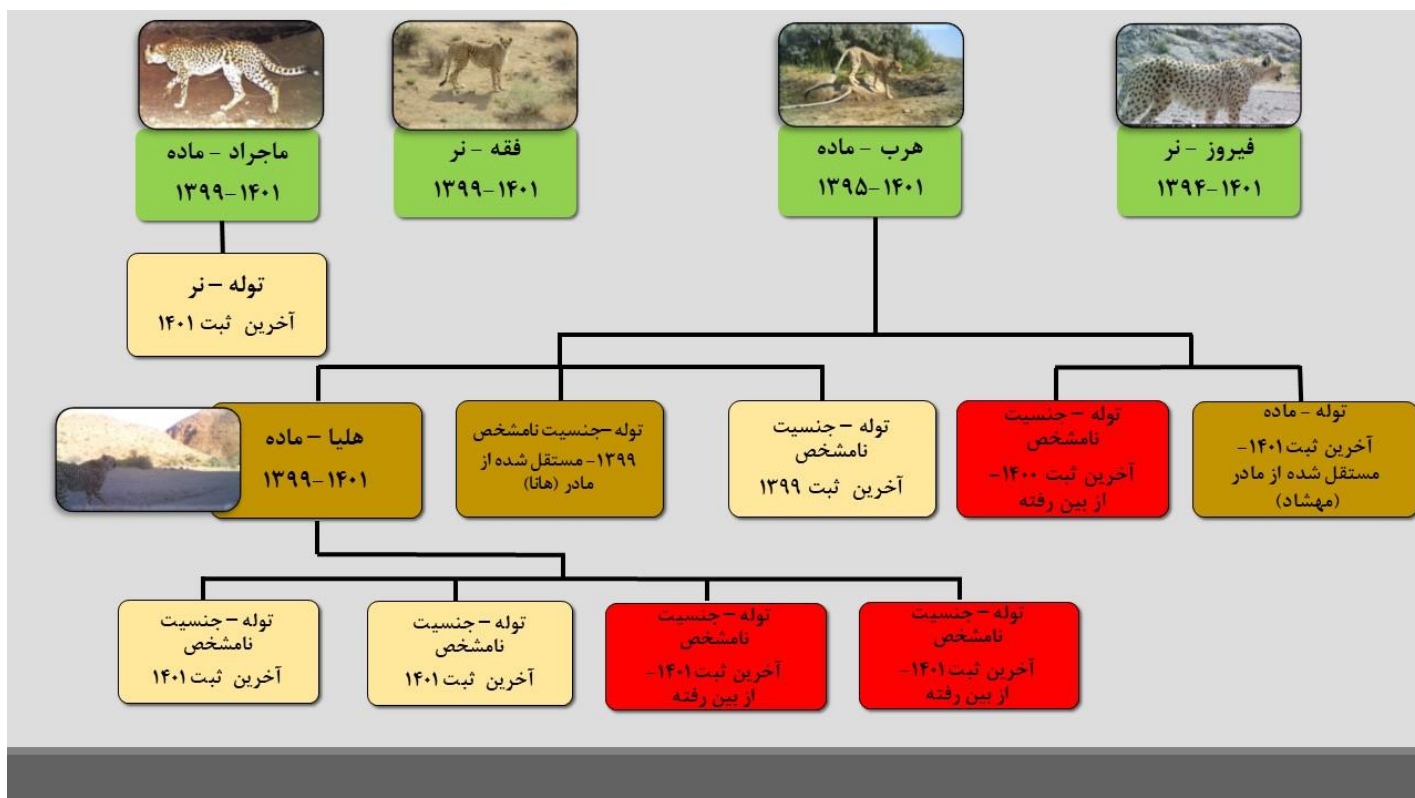 فیروز – نر
۱۳۹۴-۱۴۰۱
هرب – ماده
۱۳۹۵-۱۴۰۱
فقه – نر
۱۳۹۹-۱۴۰۱
ماجراد – ماده
۱۳۹۹-۱۴۰۱
توله – نر
آخرین ثبت ۱۴۰۱
توله – ماده
آخرین ثبت ۱۴۰۱-
مستقل شده از مادر
(مهشاد)
توله – جنسیت
نامشخص
آخرین ثبت ۱۴۰۰-
از بین رفته
توله – جنسیت
نامشخص
آخرین ثبت ۱۳۹۹
توله – جنسیت نامشخص
۱۳۹۹- مستقل شده از
مادر (هانا)
هلیا – ماده
۱۳۹۹-۱۴۰۱
توله – جنسیت
نامشخص
آخرین ثبت ۱۴۰۱-
از بین رفته
توله – جنسیت
نامشخص
آخرین ثبت ۱۴۰۱-
از بین رفته
توله – جنسیت
نامشخص
آخرین ثبت ۱۴۰۱
توله – جنسیت
نامشخص
آخرین ثبت ۱۴۰۱